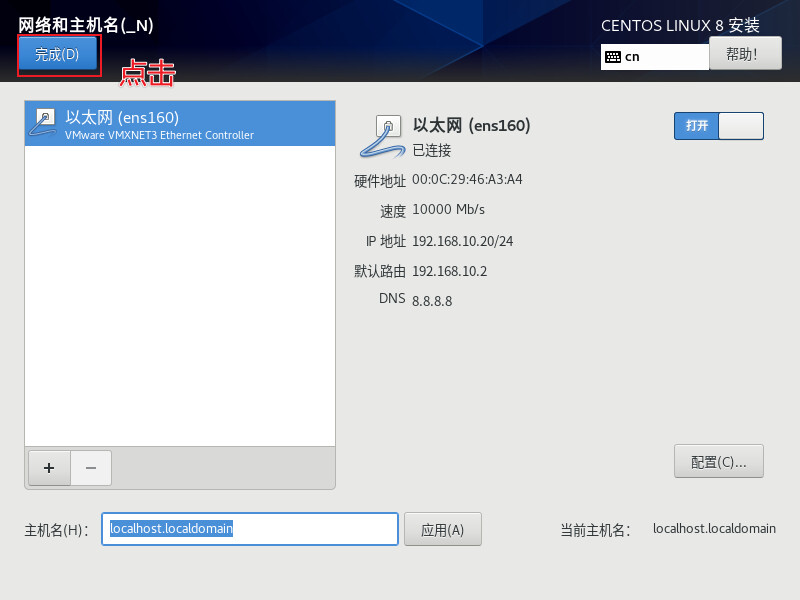 网络和主机名(_N)
CENTOS LINUX 8 安装
完成(D)
点击
cn
帮助!
以太网 (ens160)
VMware VMXNET3 Ethernet Controller
以太网 (ens160)
已连接
打开
硬件地址 00:0C:29:46:A3:A4
速度 10000 Mb/s
IP 地址 192.168.10.20/24
默认路由 192.168.10.2
DNS 8.8.8.8
+ −
配置(C)...
主机名(H): localhost.localdomain 应用(A) 当前主机名: localhost.localdomain